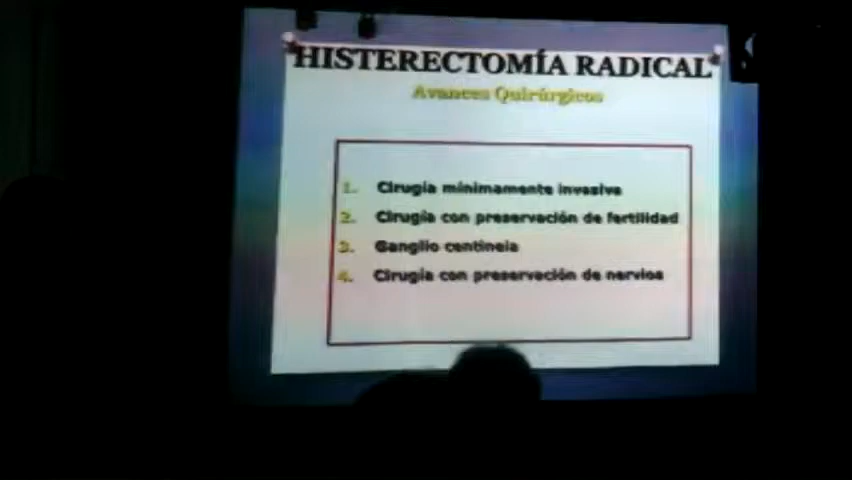 HISTERECTOMÍA RADICAL
Avances Quirúrgicos
1. Cirugía mínimamente invasiva
2. Cirugía con preservación de fertilidad
3. Ganglio centinela
4. Cirugía con preservación de nervios